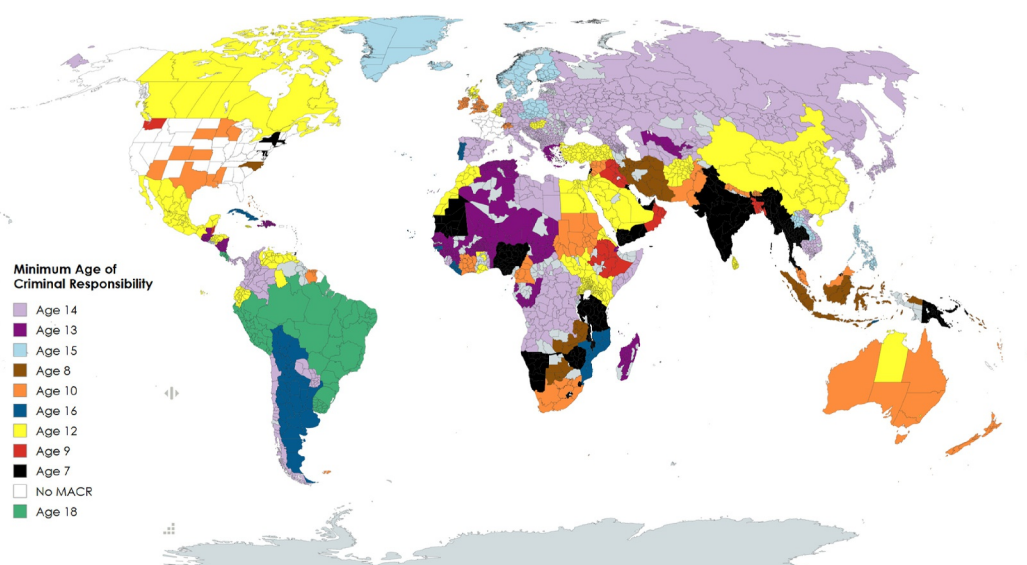 Minimum Age of
Criminal Responsibility
Age 14
Age 13
Age 15
Age 8
Age 10
Age 16
Age 12
Age 9
Age 7
No MACR
Age 18